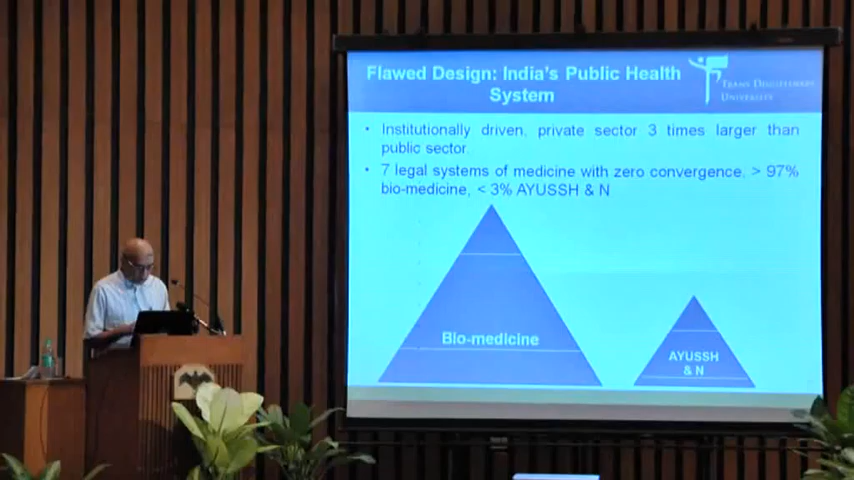 Flawed Design: India's Public Health
System
TRANS DISCIPLINARY
UNIVERSITY
• Institutionally driven, private sector 3 times larger than
public sector.
• 7 legal systems of medicine with zero convergence, > 97%
bio-medicine, < 3% AYUSSH & N
Bio-medicine
AYUSSH
& N